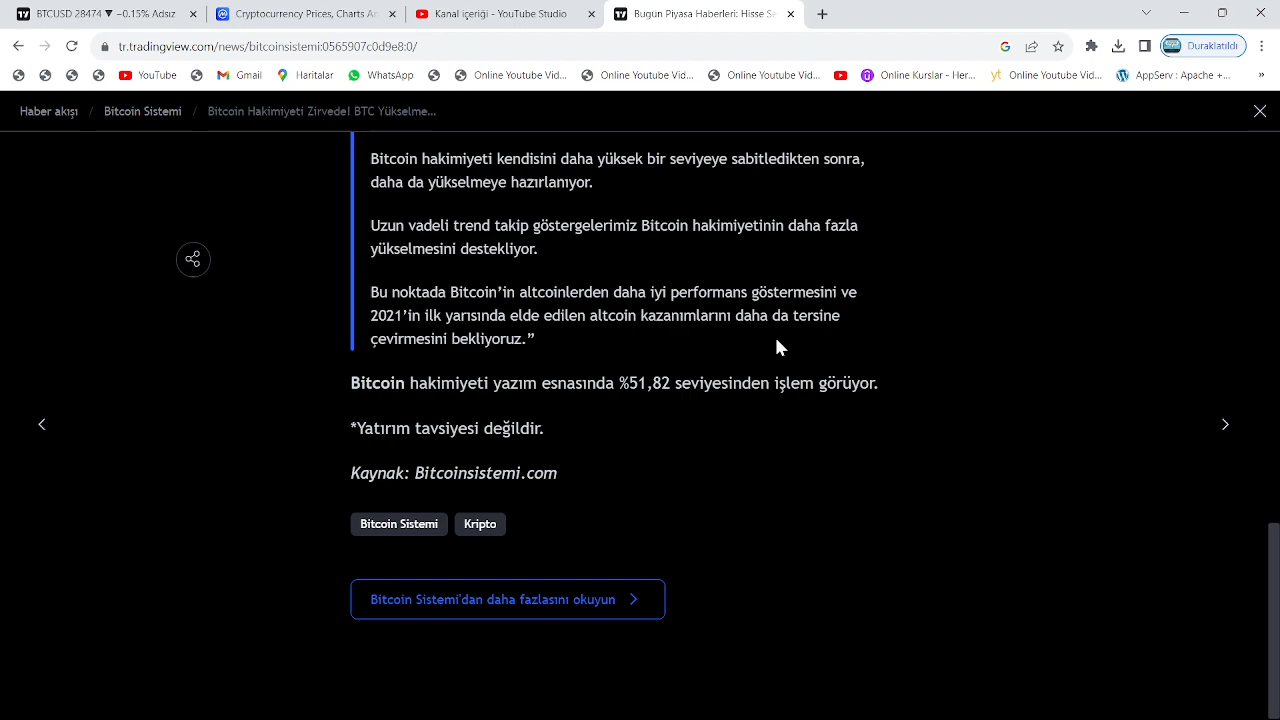 BTCUSD 28474 ▼ −0.15% Adsız
Cryptocurrency Prices, Charts An
Kanal içeriği - YouTube Studio
Bugün Piyasa Haberleri: Hisse Se
tr.tradingview.com/news/bitcoinsistemi:0565907c0d9e8:0/
Duraklatıldı
YouTube
Gmail
Haritalar
WhatsApp
Online Youtube Vid...
Online Youtube Vid...
Online Youtube Vid...
Online Kurslar - Her...
Online Youtube Vid...
AppServ : Apache +...
Haber akışı / Bitcoin Sistemi / Bitcoin Hakimiyeti Zirvede! BTC Yükselme...
Bitcoin hakimiyeti kendisini daha yüksek bir seviyeye sabitledikten sonra,
daha da yükselmeye hazırlanıyor.
Uzun vadeli trend takip göstergelerimiz Bitcoin hakimiyetinin daha fazla
yükselmesini destekliyor.
Bu noktada Bitcoin’in altcoinlerden daha iyi performans göstermesini ve
2021’in ilk yarısında elde edilen altcoin kazanımlarını daha da tersine
çevirmesini bekliyoruz.”
Bitcoin hakimiyeti yazım esnasında %51,82 seviyesinden işlem görüyor.
*Yatırım tavsiyesi değildir.
Kaynak: Bitcoinsistemi.com
Bitcoin Sistemi
Kripto
Bitcoin Sistemi'dan daha fazlasını okuyun